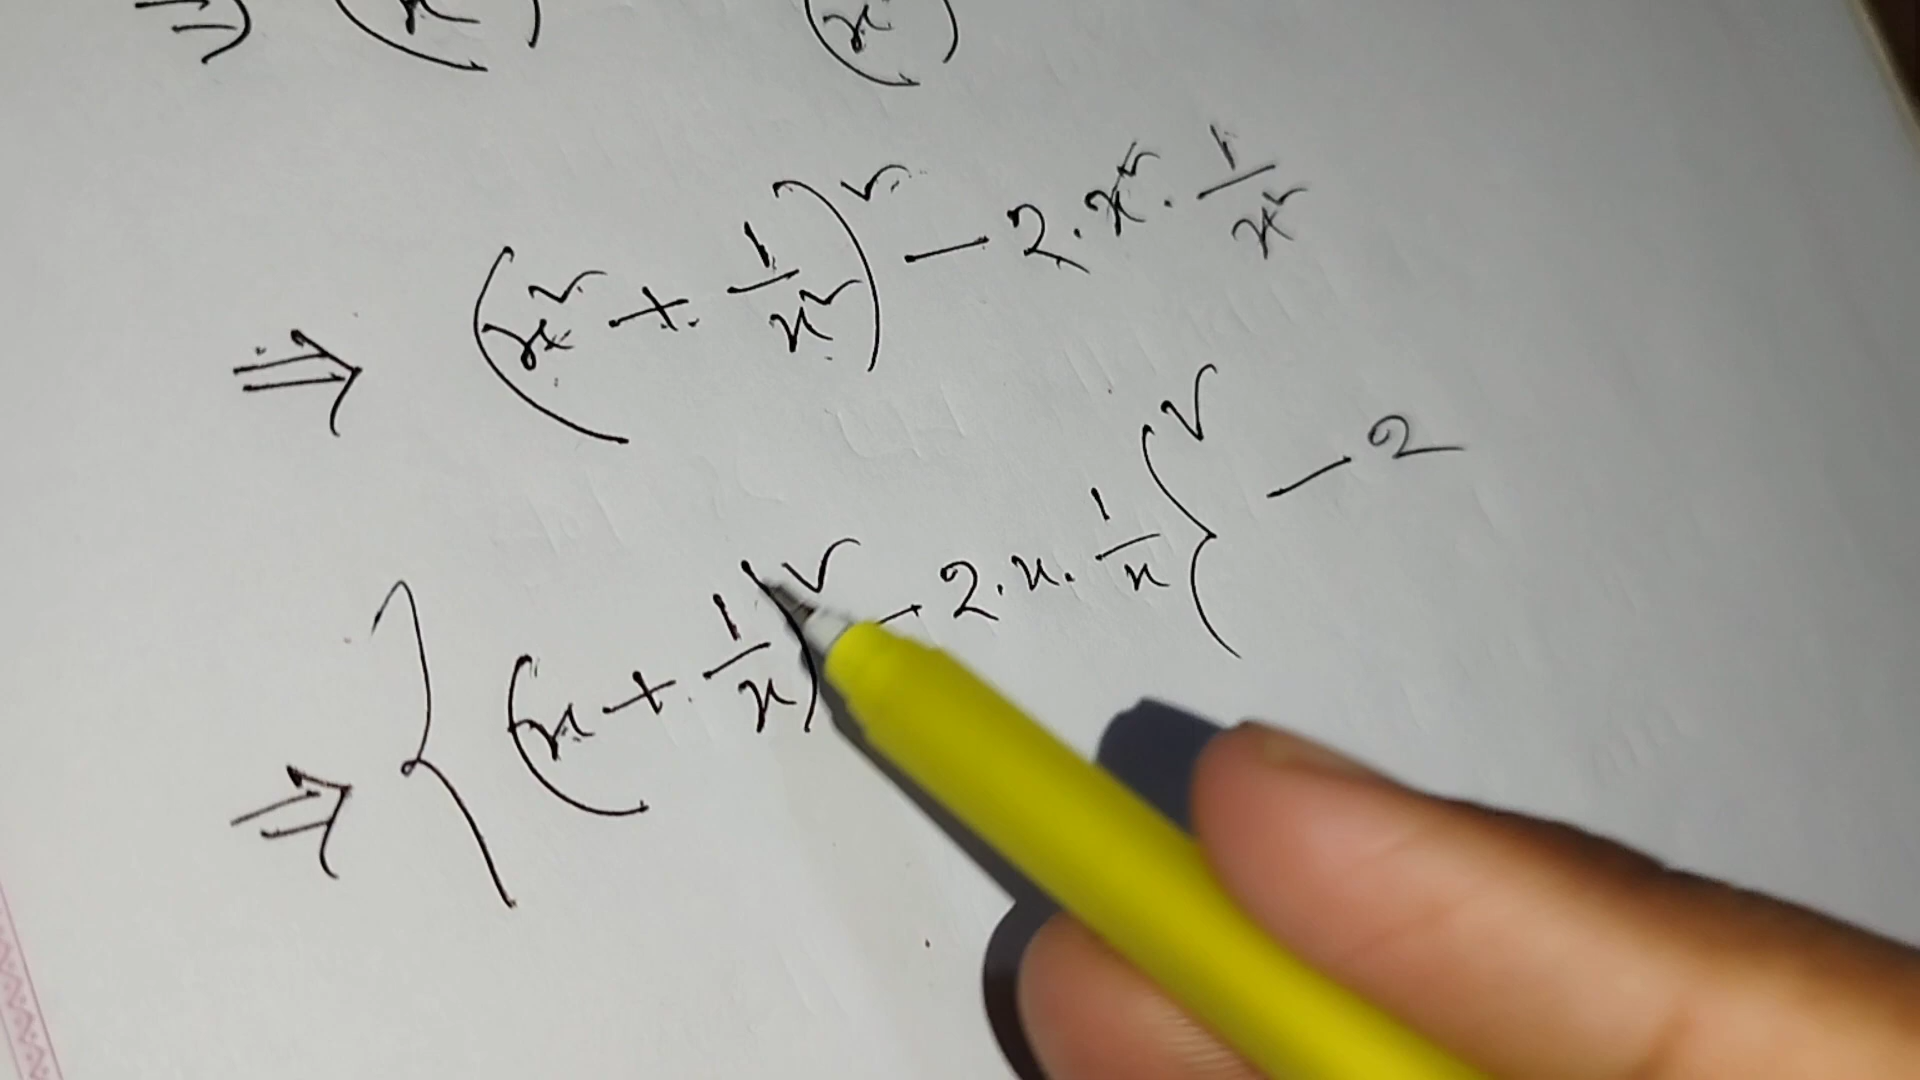 ⇒ (x²+1/x²)² − 2·x²·1/x²
⇒ {(x+1/x)² − 2·x·1/x}² − 2